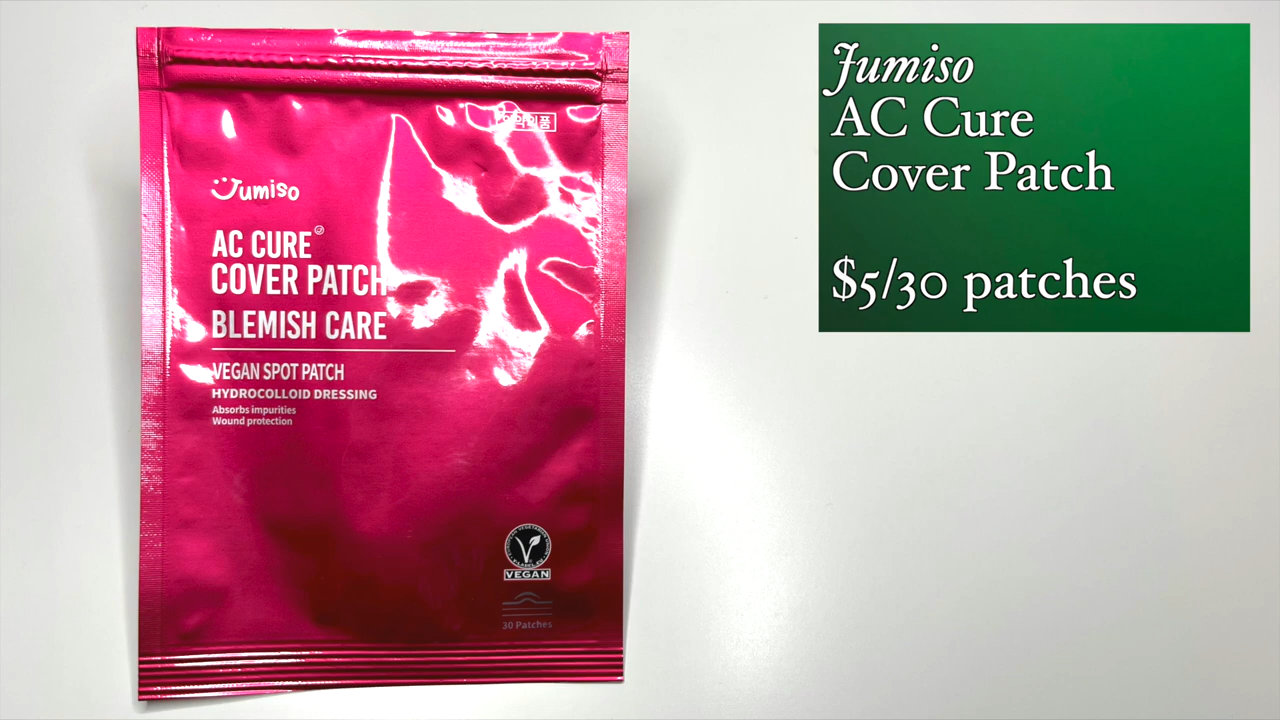 Jumiso
AC CURE
COVER PATCH
BLEMISH CARE
VEGAN SPOT PATCH
HYDROCOLLOID DRESSING
Absorbs impurities
Wound protection
VEGAN
30 Patches
Jumiso
AC Cure
Cover Patch
$5/30 patches